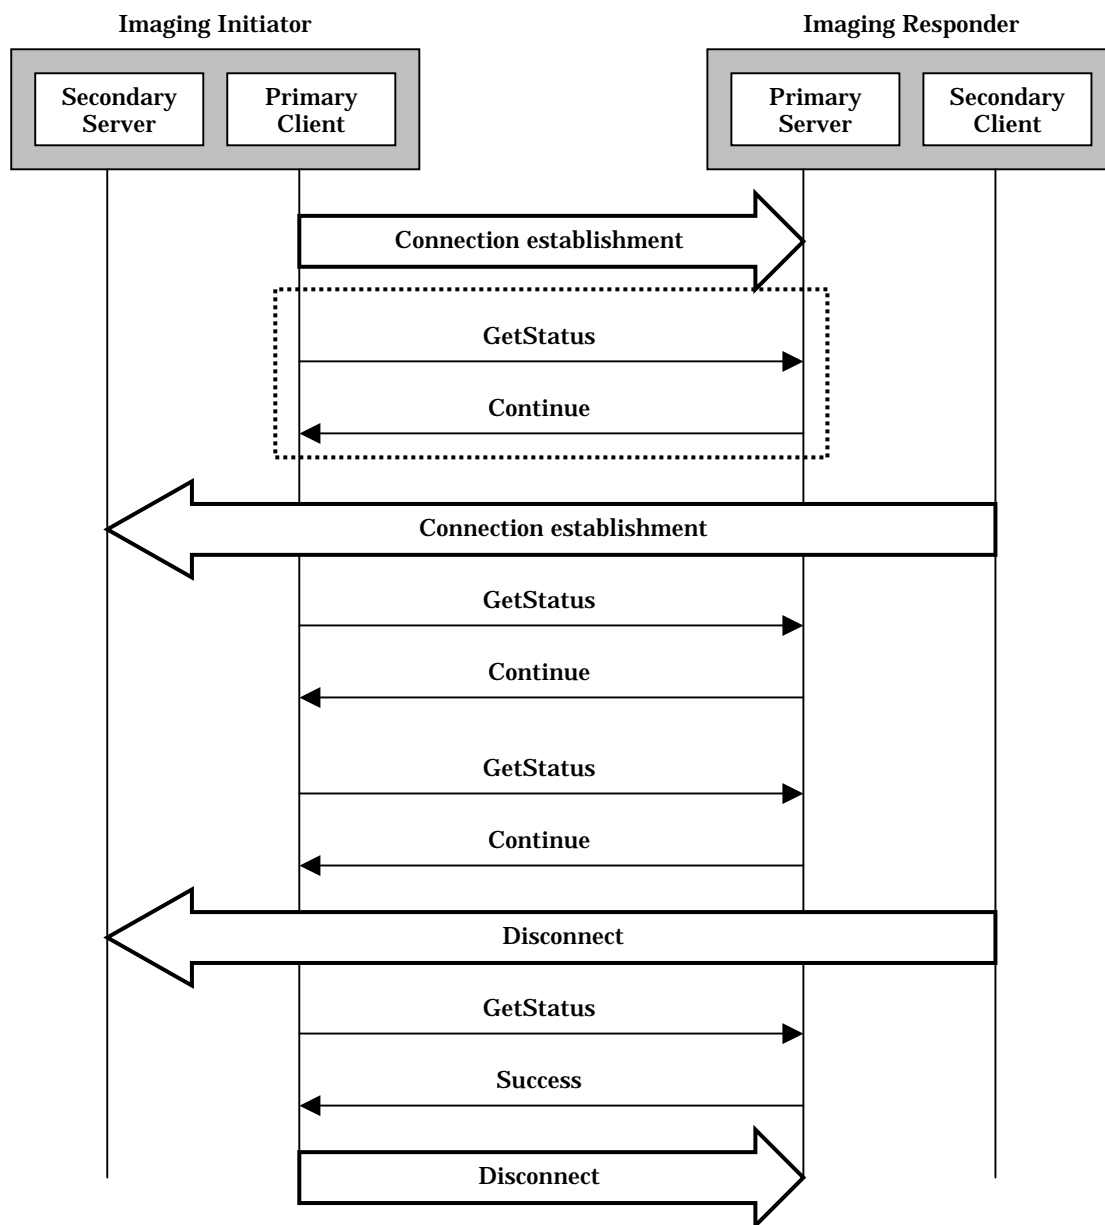 Imaging Initiator
Imaging Responder
Secondary
Server
Primary
Client
Primary
Server
Secondary
Client
Connection establishment
GetStatus
Continue
Connection establishment
GetStatus
Continue
GetStatus
Continue
Disconnect
GetStatus
Success
Disconnect